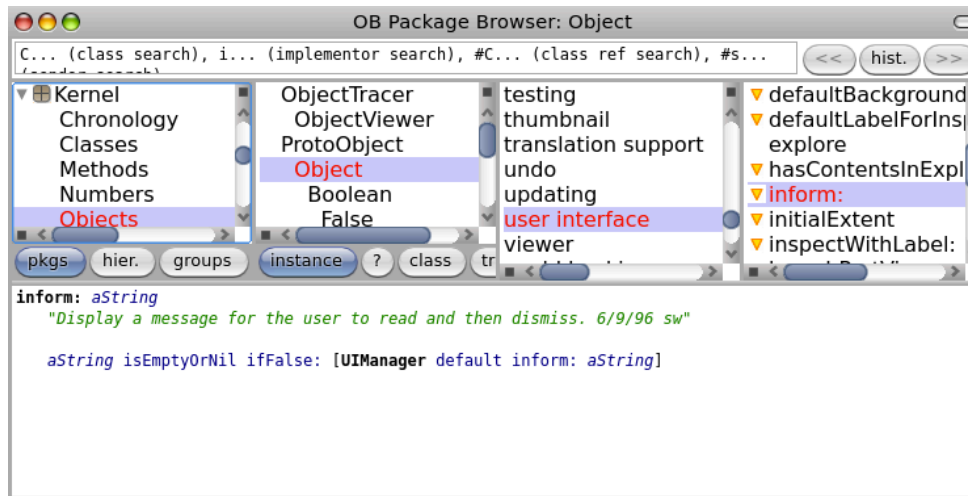 OB Package Browser: Object
C... (class search), i... (implementor search), #C... (class ref search), #s...
<<
hist.
>>
Kernel
Chronology
Classes
Methods
Numbers
Objects
ObjectTracer
ObjectViewer
ProtoObject
Object
Boolean
False
testing
thumbnail
translation support
undo
updating
user interface
viewer
defaultBackground
defaultLabelForIns
explore
hasContentsInExpl
inform:
initialExtent
inspectWithLabel:
pkgs
hier.
groups
instance
?
class
tr
inform: aString
"Display a message for the user to read and then dismiss. 6/9/96 sw"
aString isEmptyOrNil ifFalse: [UIManager default inform: aString]